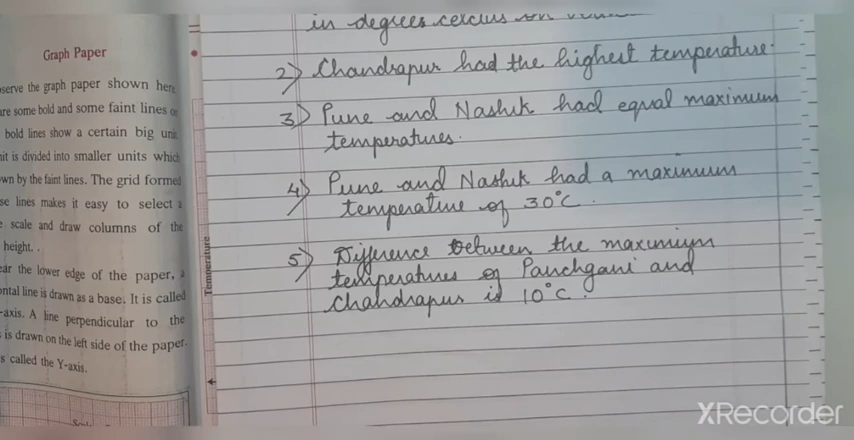 Graph Paper
serve the graph paper shown here
are some bold and some faint lines
bold lines show a certain big
is divided into smaller units which
by the faint lines. The grid formed
lines makes it easy to select a
scale and draw columns of the
height. .
the lower edge of the paper, a
line is drawn as a base. It is called
-axis. A line perpendicular to the
is drawn on the left side of the paper.
called the Y-axis.
Temperature
in degrees celcius on
2) Chandrapur had the highest temperature.
3) Pune and Nashik had equal maximum
temperatures.
4) Pune and Nashik had a maximum
temperature of 30°C.
5) Difference between the maximum
temperatures of Panchgani and
Chandrapur is 10°C.
XRecorder